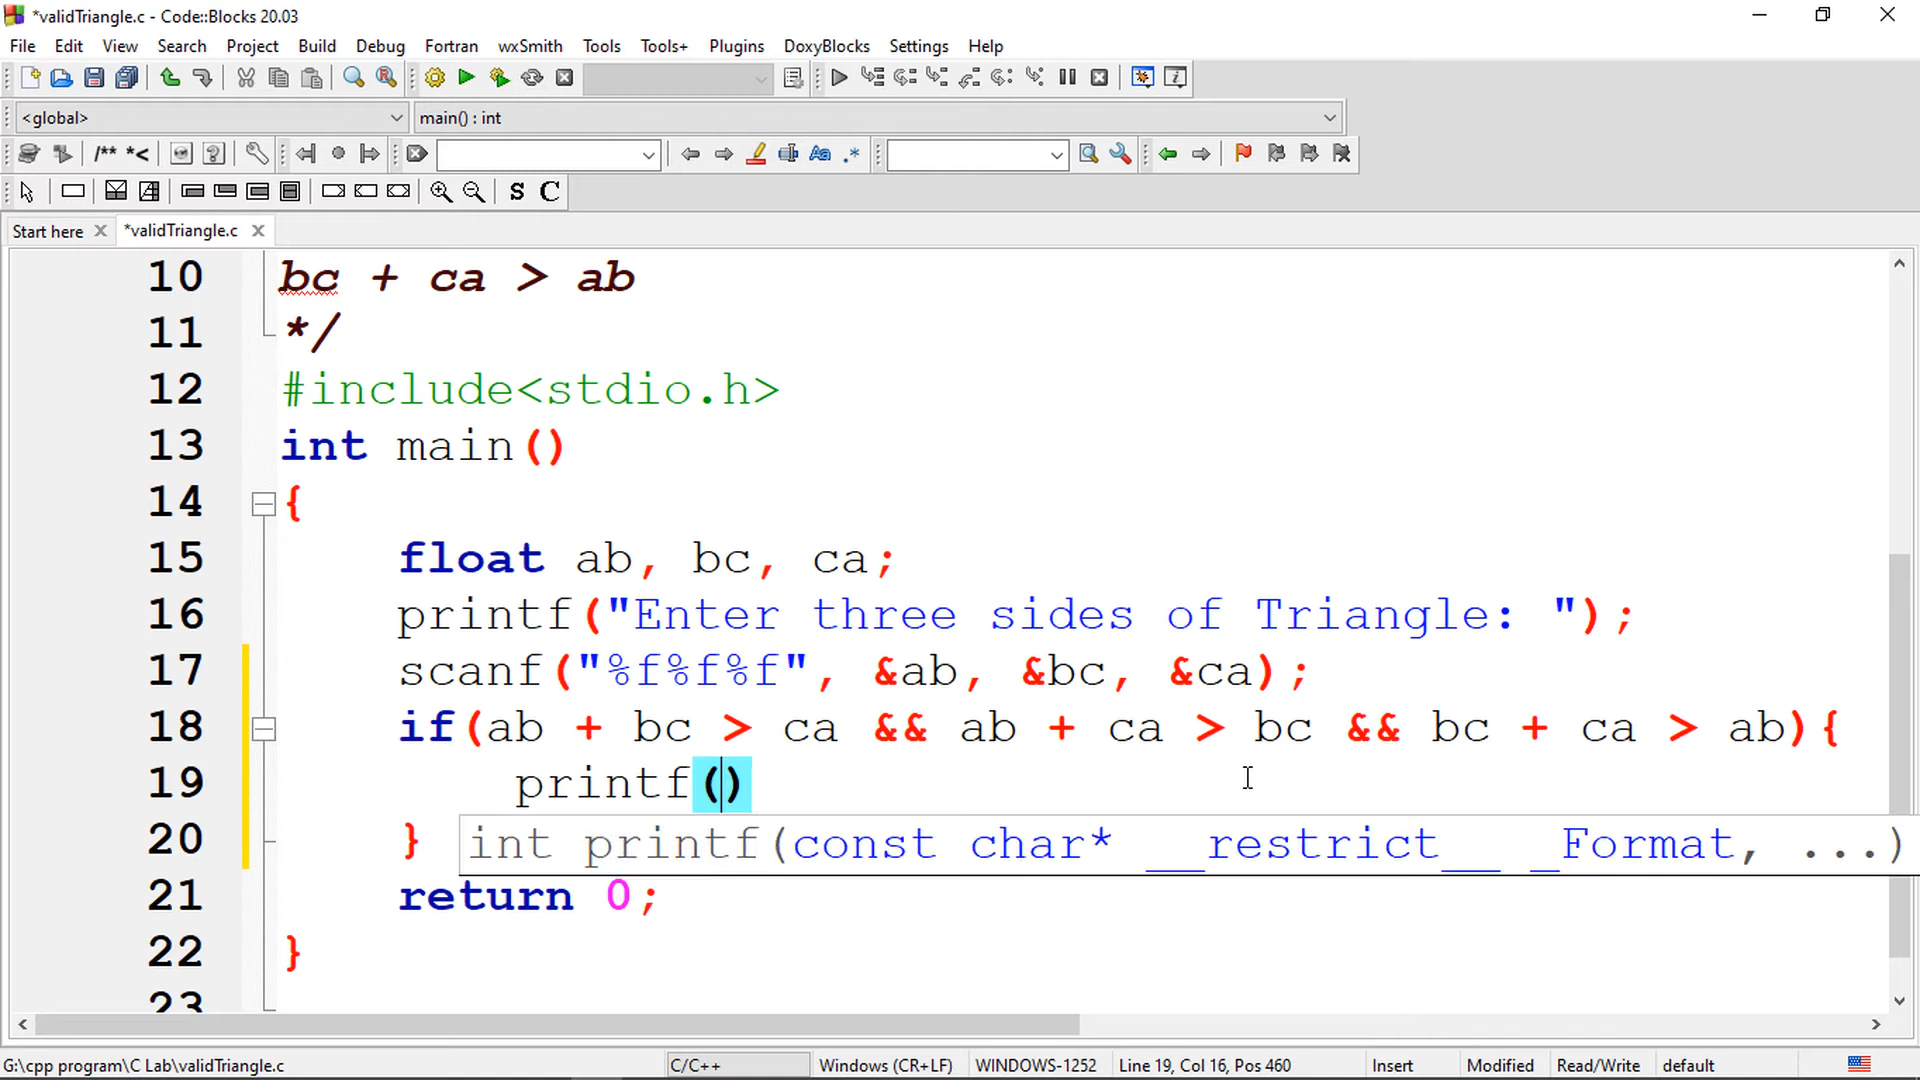 *validTriangle.c - Code::Blocks 20.03
File Edit View Search Project Build Debug Fortran wxSmith Tools Tools+ Plugins DoxyBlocks Settings Help
<global> main() : int
/** *< Aa .*
S C
Start here *validTriangle.c
10 bc + ca > ab
11 */
12 #include<stdio.h>
13 int main()
14 {
15 float ab, bc, ca;
16 printf("Enter three sides of Triangle: ");
17 scanf("%f%f%f", &ab, &bc, &ca);
18 if(ab + bc > ca && ab + ca > bc && bc + ca > ab){
19 printf()
20 } int printf(const char* __restrict__ _Format, ...)
21 return 0;
22 }
23
G:\cpp program\C Lab\validTriangle.c C/C++ Windows (CR+LF) WINDOWS-1252 Line 19, Col 16, Pos 460 Insert Modified Read/Write default